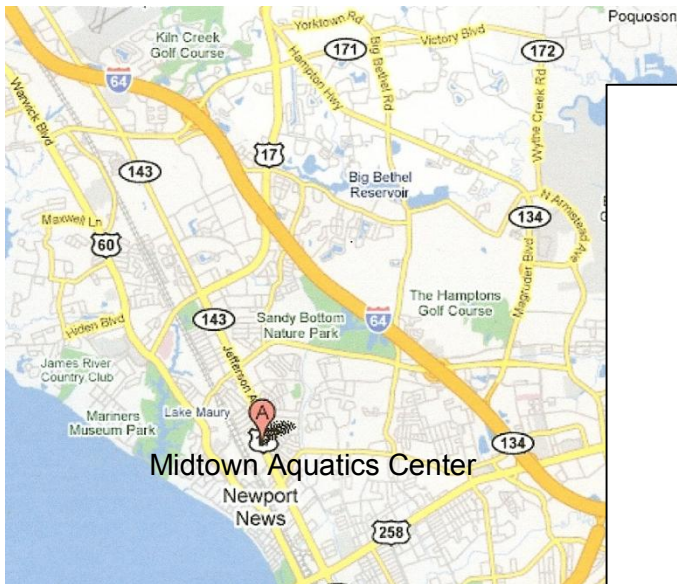 Poquoson
Yorktown Rd
Victory Blvd
Kiln Creek
Golf Course
171
172
Big Bethel Rd
Hampton Hwy
64
Warwick Blvd
Wythe Creek Rd
17
143
Big Bethel
Reservoir
N Armistead Ave
134
Maxwell Ln
60
Magruder Blvd
The Hamptons
Golf Course
143
Sandy Bottom
Nature Park
64
Hiden Blvd
Jefferson A
James River
Country Club
Lake Maury
A
Mariners
Museum Park
134
Midtown Aquatics Center
Newport
News
258